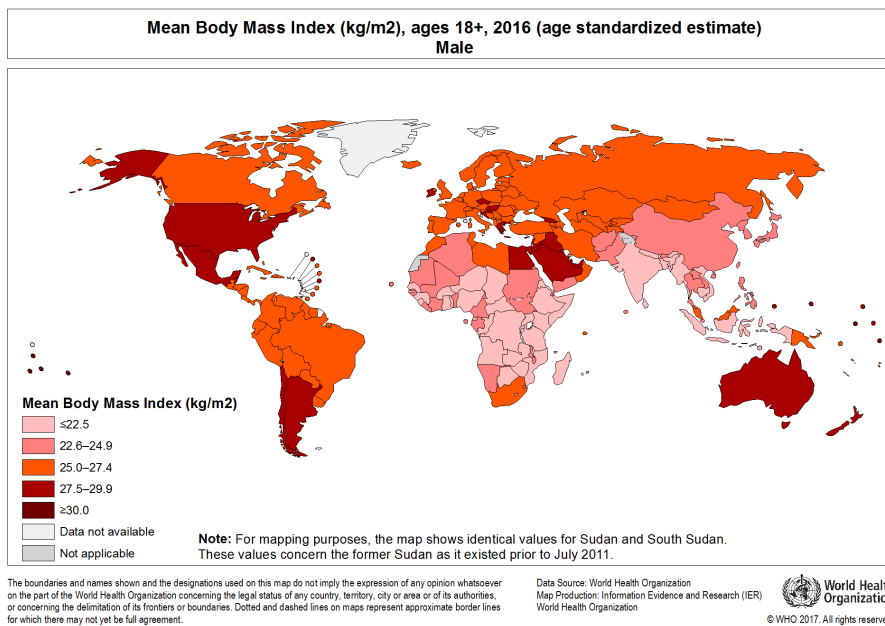 Mean Body Mass Index (kg/m2), ages 18+, 2016 (age standardized estimate)
Male
Mean Body Mass Index (kg/m2)
≤22.5
22.6–24.9
25.0–27.4
27.5–29.9
≥30.0
Data not available
Not applicable
Note: For mapping purposes, the map shows identical values for Sudan and South Sudan.
These values concern the former Sudan as it existed prior to July 2011.
The boundaries and names shown and the designations used on this map do not imply the expression of any opinion whatsoever
on the part of the World Health Organization concerning the legal status of any country, territory, city or area or of its authorities,
or concerning the delimitation of its frontiers or boundaries. Dotted and dashed lines on maps represent approximate border lines
for which there may not yet be full agreement.
Data Source: World Health Organization
Map Production: Information Evidence and Research (IER)
World Health Organization
World Heal
Organizatio
© WHO 2017. All rights reserve